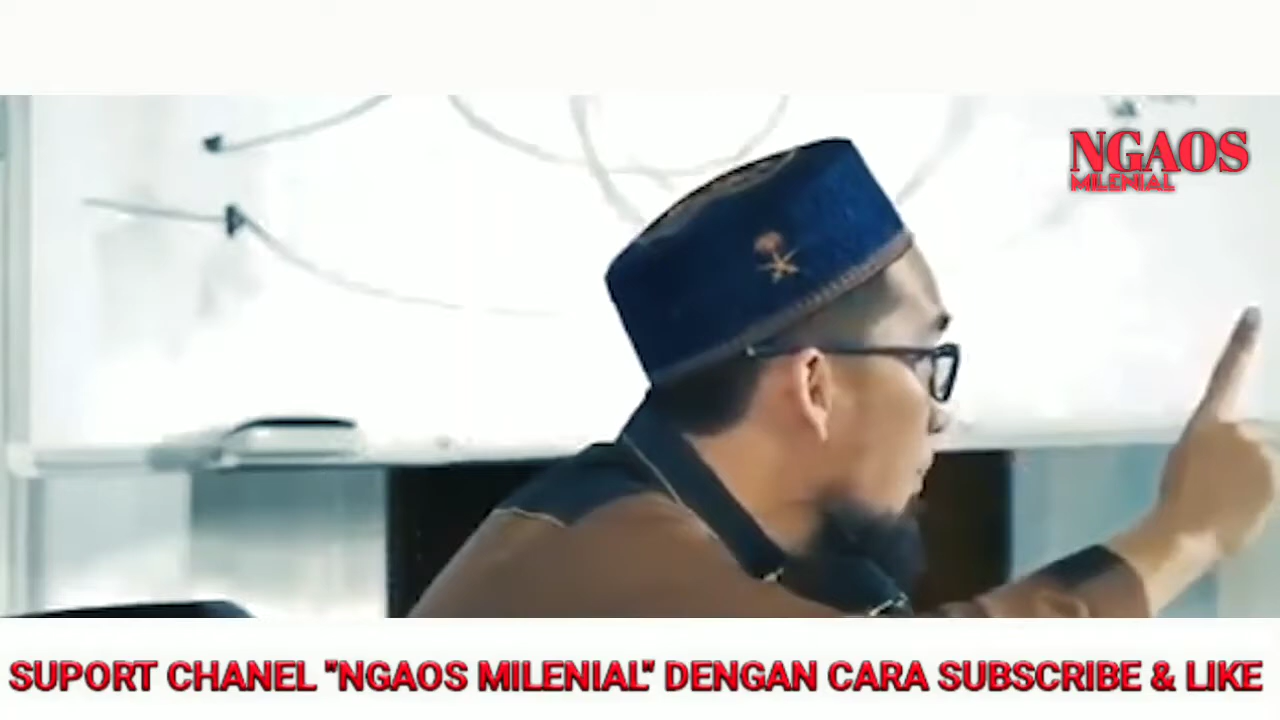 NGAOS
MILENIAL
SUPORT CHANEL "NGAOS MILENIAL" DENGAN CARA SUBSCRIBE & LIKE